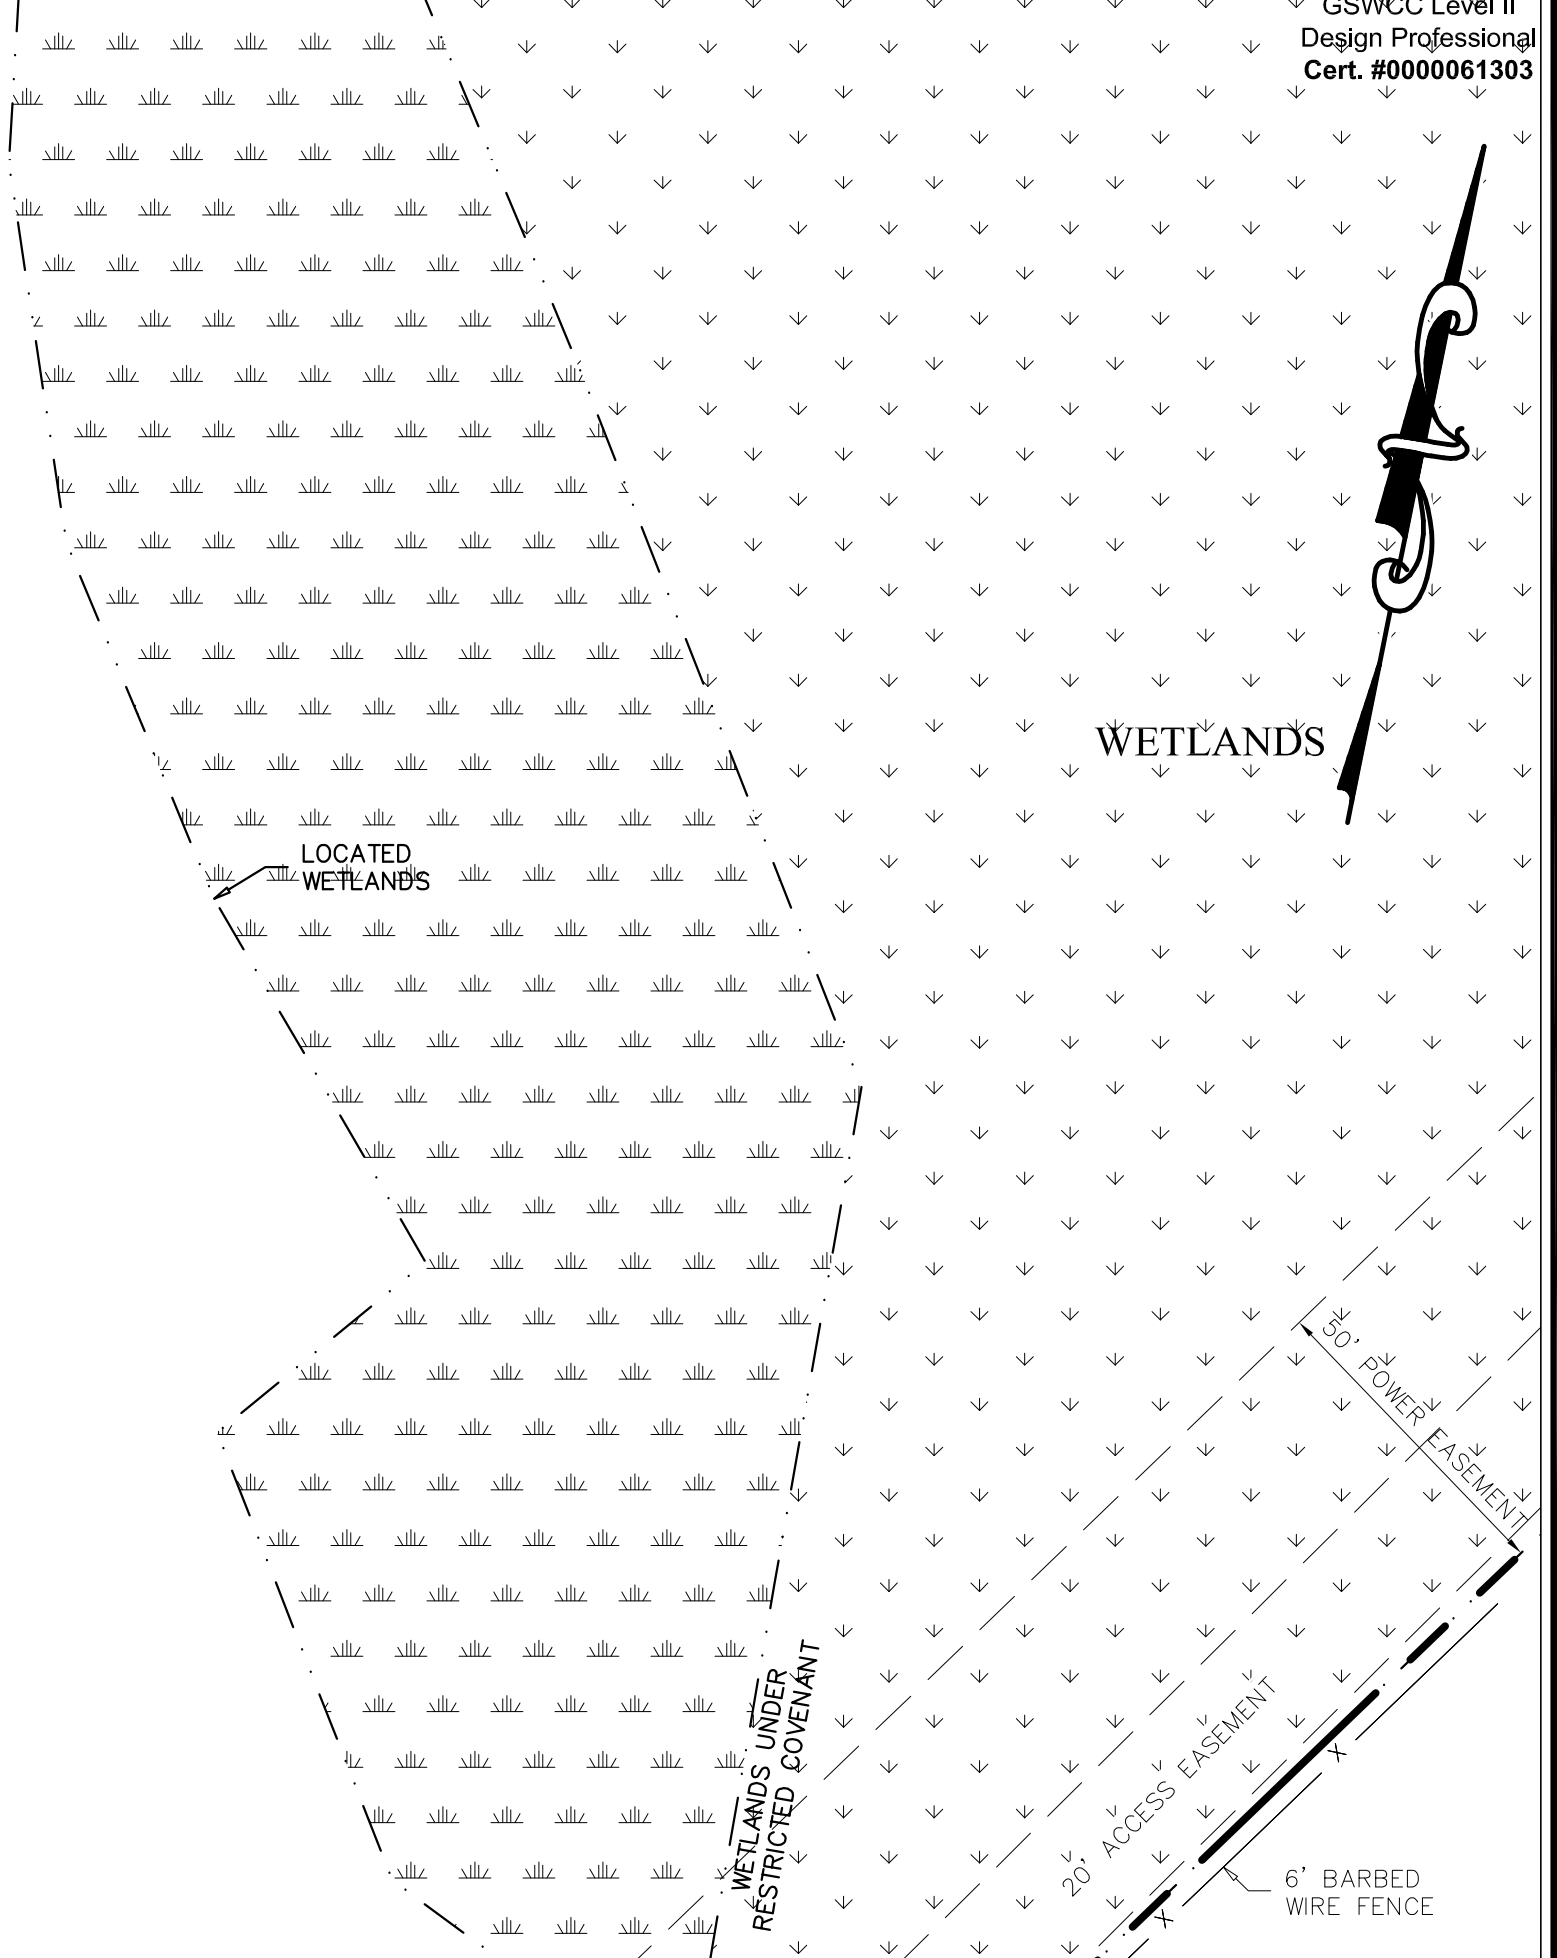 GSWCC Level II
Design Professional
Cert. #0000061303
WETLANDS
LOCATED
WETLANDS
50' POWER EASEMENT
WETLANDS UNDER
RESTRICTED COVENANT
20' ACCESS EASEMENT
X
X
6' BARBED
WIRE FENCE